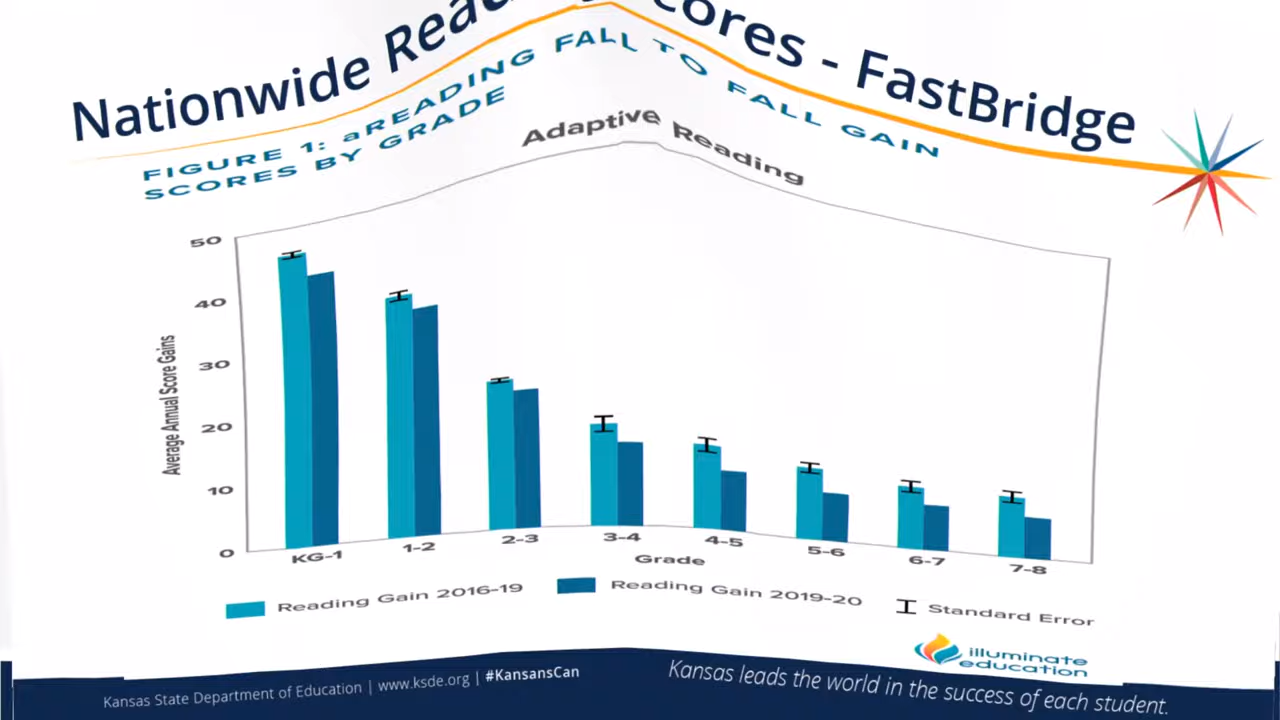 Nationwide Scores - FastBridge
FIGURE 1: aREADING FALL TO FALL GAIN
SCORES BY GRADE
Adaptive Reading
50
40
30
20
10
0
Average Annual Score Gains
KG-1 1-2 2-3 3-4 4-5 5-6 6-7 7-8
Grade
Reading Gain 2016-19 Reading Gain 2019-20 Standard Error
illuminate
education
Kansas State Department of Education | www.ksde.org | #KansansCan
Kansas leads the world in the success of each student.